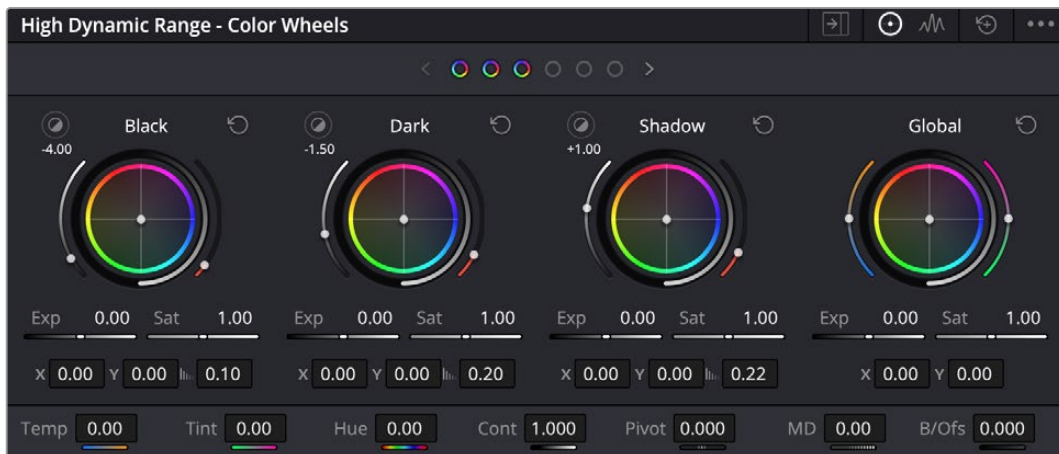 High Dynamic Range - Color Wheels
Black Dark Shadow Global
-4.00 -1.50 +1.00
Exp 0.00 Sat 1.00 Exp 0.00 Sat 1.00 Exp 0.00 Sat 1.00 Exp 0.00 Sat 1.00
X 0.00 Y 0.00 0.10 X 0.00 Y 0.00 0.20 X 0.00 Y 0.00 0.22 X 0.00 Y 0.00
Temp 0.00 Tint 0.00 Hue 0.00 Cont 1.000 Pivot 0.000 MD 0.00 B/Ofs 0.000